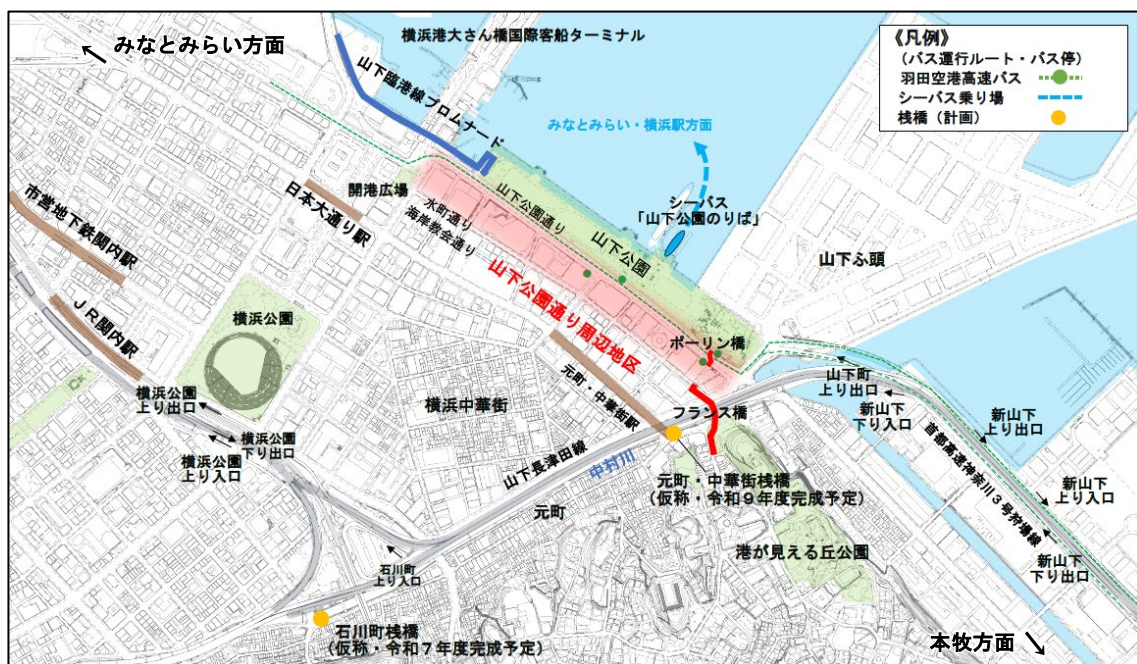 みなとみらい方面
横浜港大さん橋国際客船ターミナル
《凡例》
(バス運行ルート・バス停)
羽田空港高速バス
シーバス乗り場
桟橋(計画)
山下臨港線プロムナード
みなとみらい・横浜駅方面
開港広場
日本大通り駅
水町通り
海岸教会通り
山下公園通り
山下公園
シーバス
「山下公園のりば」
山下ふ頭
市営地下鉄関内駅
JR関内駅
横浜公園
山下公園通り周辺地区
ポーリン橋
元町・中華街駅
横浜中華街
フランス橋
横浜公園
上り出口
横浜公園
下り出口
横浜公園
上り入口
山下町
上り出口
新山下
下り入口
新山下
上り出口
首都高速神奈川3号狩場線
新山下
上り入口
新山下
下り出口
山下長津田線
中村川
元町・中華街桟橋
(仮称・令和9年度完成予定)
元町
港が見える丘公園
石川町
上り入口
石川町桟橋
(仮称・令和7年度完成予定)
本牧方面